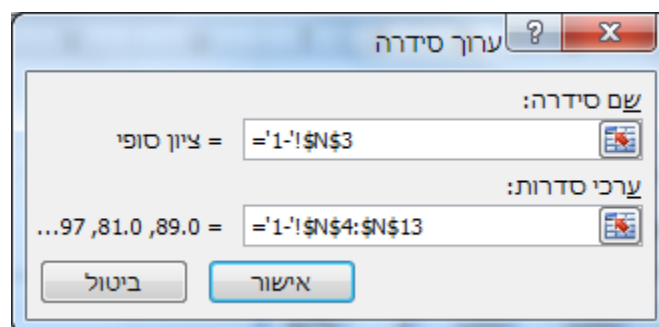 ערוך סידרה
שם סידרה:
='1-'!$N$3
= ציון סופי
ערכי סדרות:
='1-'!$N$4:$N$13
= 89.0, 81.0, 97...
אישור
ביטול